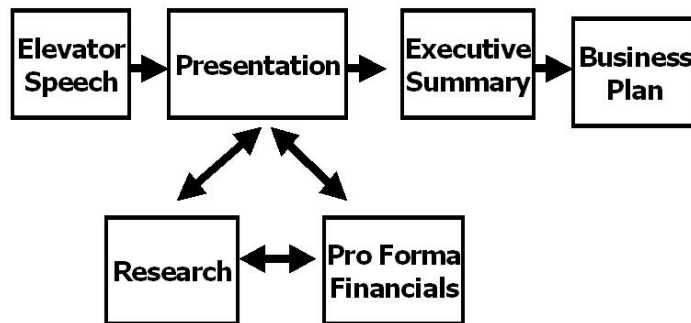 Elevator
Speech
Presentation
Executive
Summary
Business
Plan
Research
Pro Forma
Financials